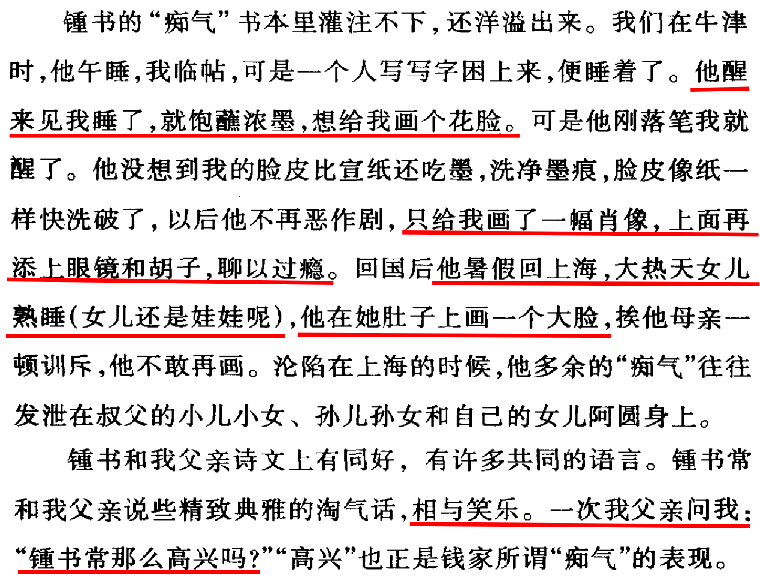 锺书的“痴气”书本里灌注不下,还洋溢出来。我们在牛津
时,他午睡,我临帖,可是一个人写写字困上来,便睡着了。他醒
来见我睡了,就饱蘸浓墨,想给我画个花脸。可是他刚落笔我就
醒了。他没想到我的脸皮比宣纸还吃墨,洗净墨痕,脸皮像纸一
样快洗破了,以后他不再恶作剧,只给我画了一幅肖像,上面再
添上眼镜和胡子,聊以过瘾。回国后他暑假回上海,大热天女儿
熟睡(女儿还是娃娃呢),他在她肚子上画一个大脸,挨他母亲一
顿训斥,他不敢再画。沦陷在上海的时候,他多余的“痴气”往往
发泄在叔父的小儿小女、孙儿孙女和自己的女儿阿圆身上。
锺书和我父亲诗文上有同好,有许多共同的语言。锺书常
和我父亲说些精致典雅的淘气话,相与笑乐。一次我父亲问我:
“锺书常那么高兴吗?”“高兴”也正是钱家所谓“痴气”的表现。